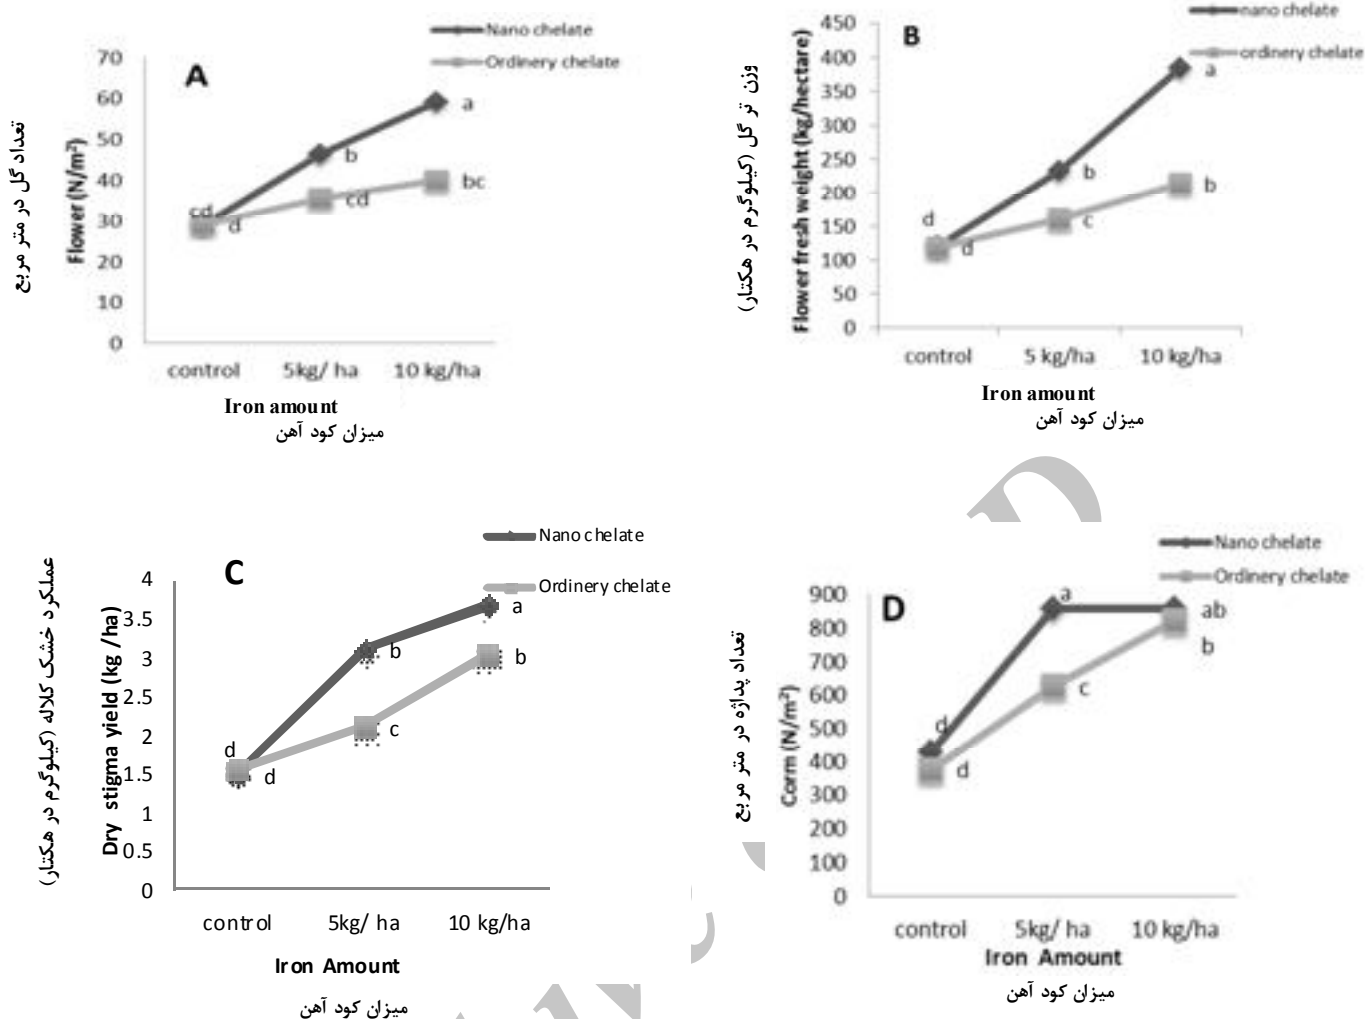 Nano chelate
Ordinery chelate
A
70
60
50
40
30
20
10
0
تعداد گل در متر مربع
Flower (N/m²)
a
b
bc
cd
cd
d
control
5kg/ ha
10 kg/ha
Iron amount
میزان کود آهن
nano chelate
ordinery chelate
B
450
400
350
300
250
200
150
100
50
0
وزن تر گل (کیلوگرم در هکتار)
Flower fresh weight (kg/hectare)
a
b
b
c
d
d
control
5 kg/ha
10 kg/ha
Iron amount
میزان کود آهن
Nano chelate
Ordinery chelate
C
4
3.5
3
2.5
2
1.5
1
0.5
0
عملکرد خشک کلاله (کیلوگرم در هکتار)
Dry stigma yield (kg /ha)
a
b
b
c
d
d
control
5kg/ ha
10 kg/ha
Iron Amount
میزان کود آهن
Nano chelate
Ordinery chelate
D
900
800
700
600
500
400
300
200
100
0
تعداد پداژه در متر مربع
Corm (N/m²)
a
ab
b
c
d
d
control
5kg/ ha
10 kg/ha
Iron Amount
میزان کود آهن